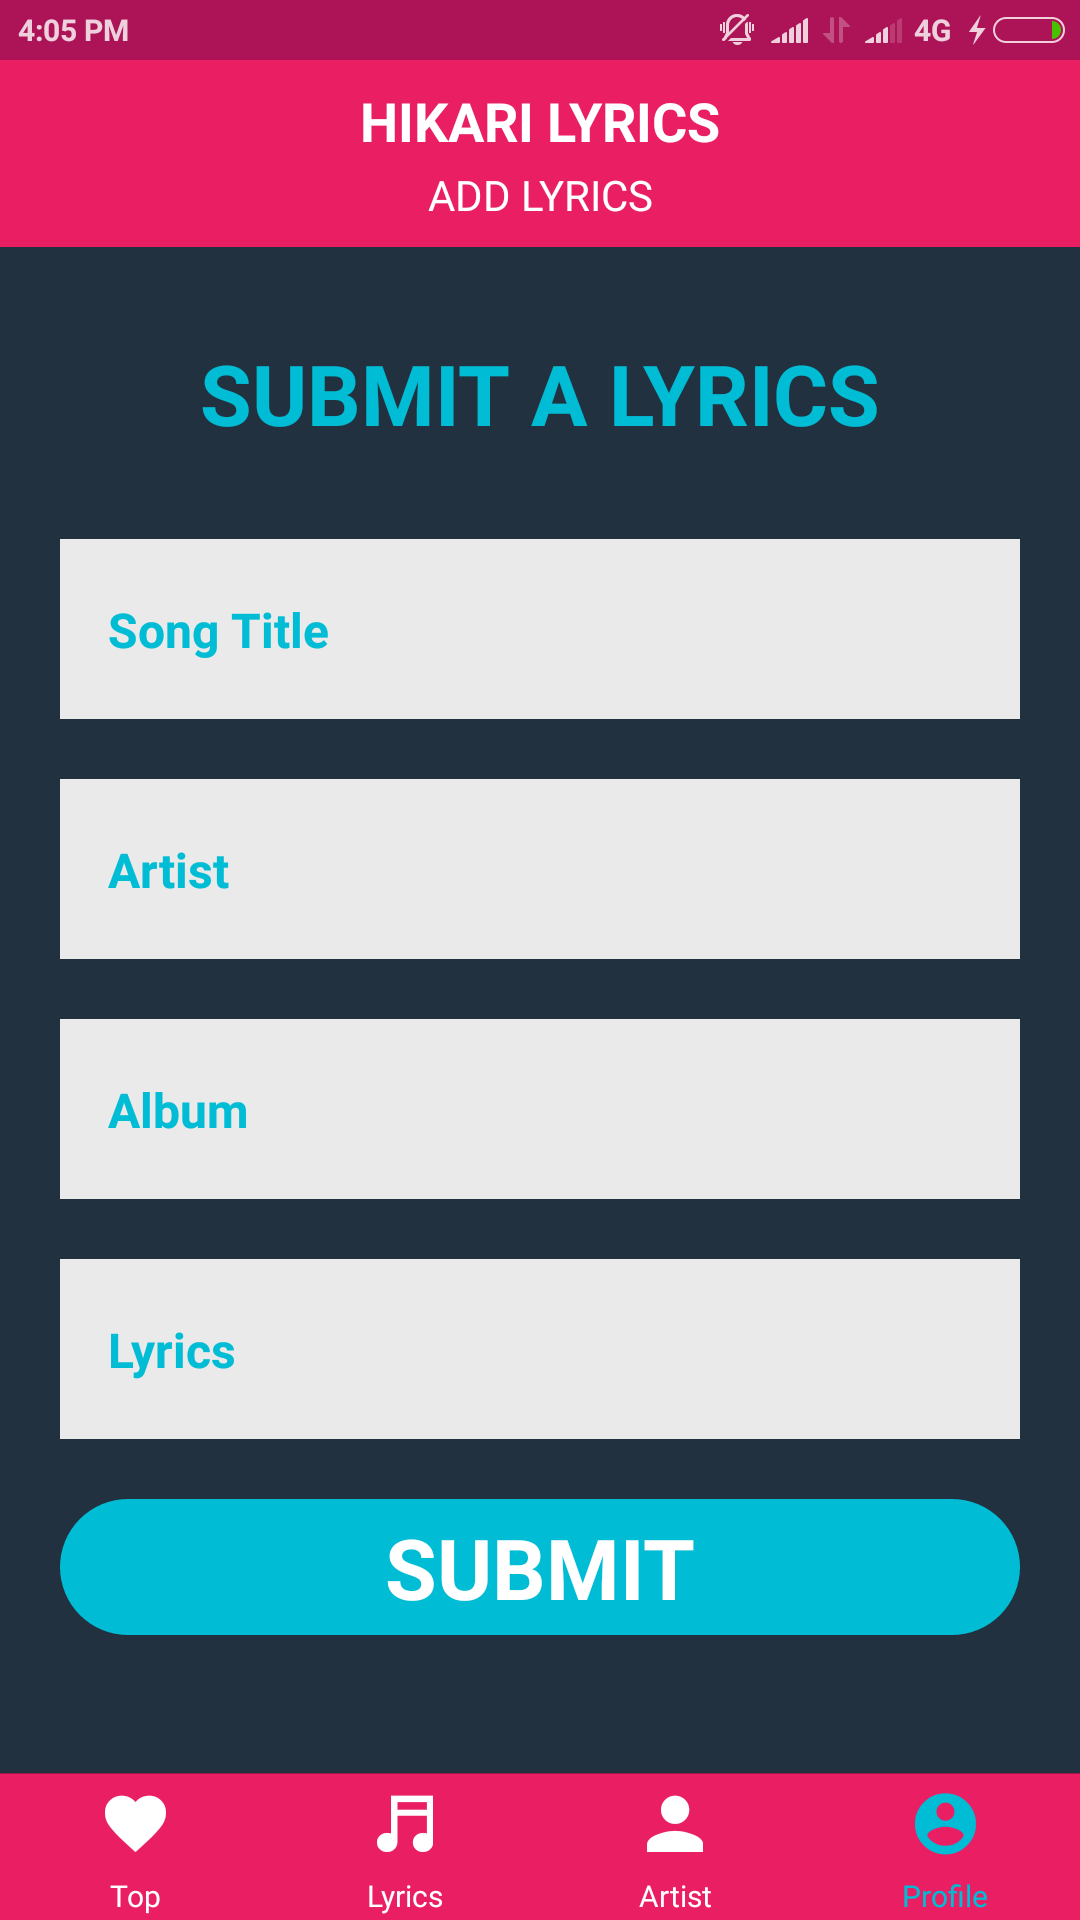 4:05 PM 4G
HIKARI LYRICS
ADD LYRICS
SUBMIT A LYRICS
Song Title
Artist
Album
Lyrics
SUBMIT
Top Lyrics Artist Profile